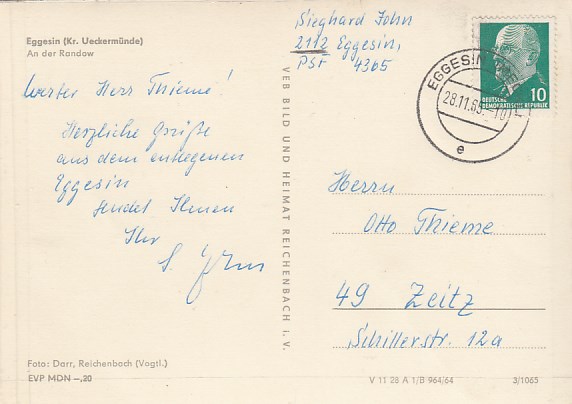 Eggesin (Kr. Ueckermünde)
An der Randow
Werter Herr Thieme!
Herzliche Grüße
aus dem entlegenen
Eggesin
sendet Ihnen
Ihr
S. John
Foto: Darr, Reichenbach (Vogtl.)
EVP MDN –,20
VEB BILD UND HEIMAT REICHENBACH i. V.
Sieghard John
2112 Eggesin,
PSF 4365
EGGESIN
28.11.65
e
10
DEUTSCHE
DEMOKRATISCHE REPUBLIK
Herrn
Otto Thieme
49 Zeitz
Schillerstr. 12a
V 11 28 A 1/B 964/64
3/1065